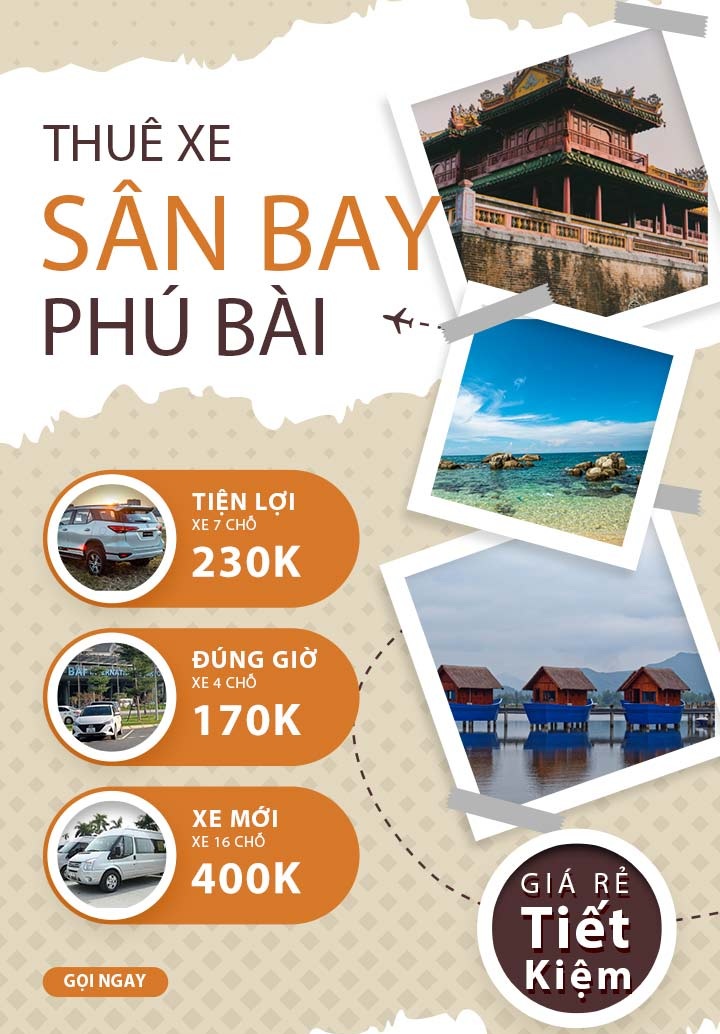 THUÊ XE
SÂN BAY
PHÚ BÀI
TIỆN LỢI
XE 7 CHỖ
230K
ĐÚNG GIỜ
XE 4 CHỖ
170K
XE MỚI
XE 16 CHỖ
400K
GIÁ RẺ
Tiết
Kiệm
GỌI NGAY